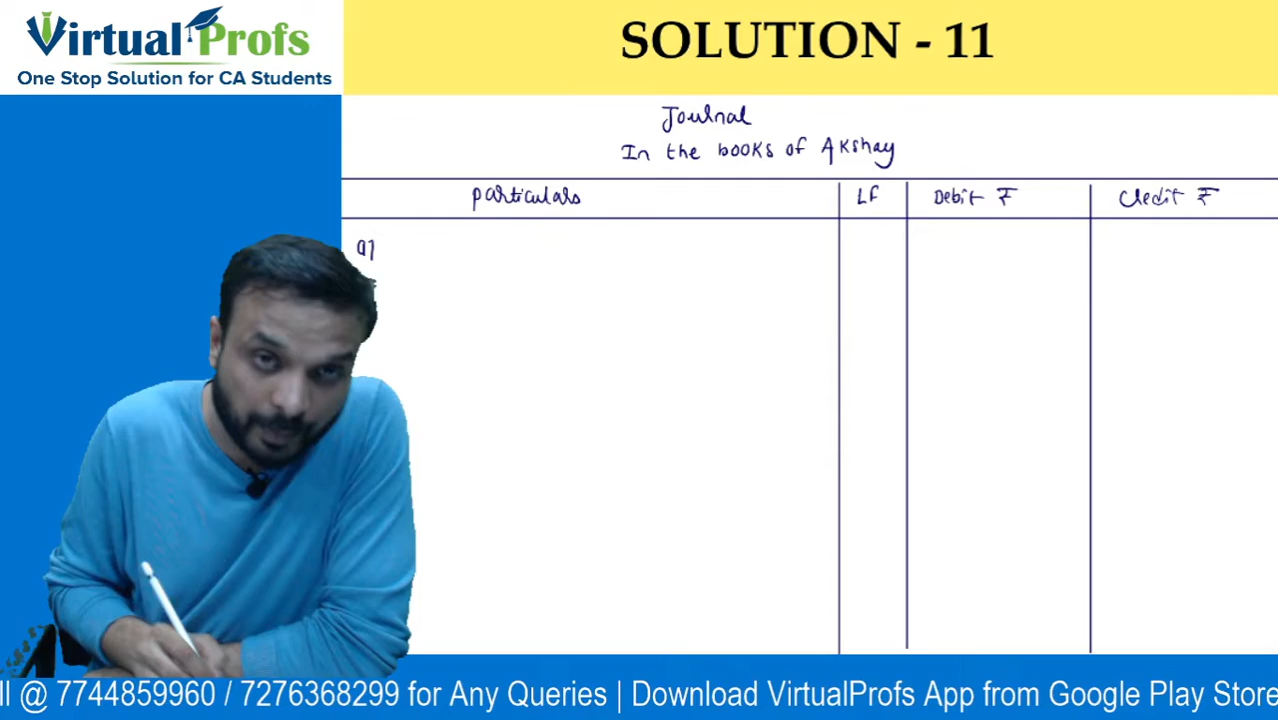 Virtual Profs
One Stop Solution for CA Students
SOLUTION - 11
Journal
In the books of Akshay
particulars
LF
Debit ₹
Credit ₹
a)
ll @ 7744859960 / 7276368299 for Any Queries | Download VirtualProfs App from Google Play Store